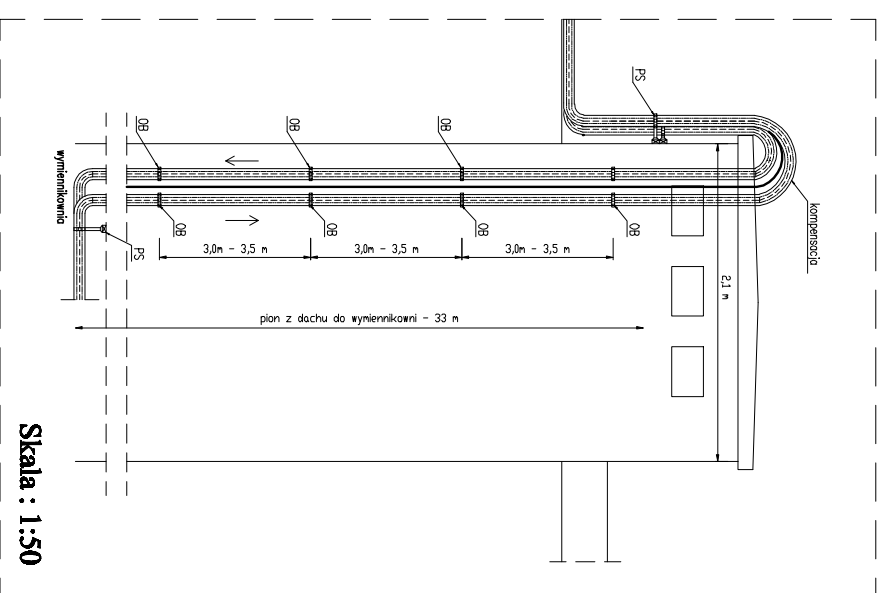 PS
kompensacja
OB
OB
OB
OB
OB
OB
OB
3,0m - 3,5 m
3,0m - 3,5 m
3,0m - 3,5 m
2,1 m
wymiennikownia
PS
pion z dachu do wymiennikowni - 33 m
Skala : 1:50